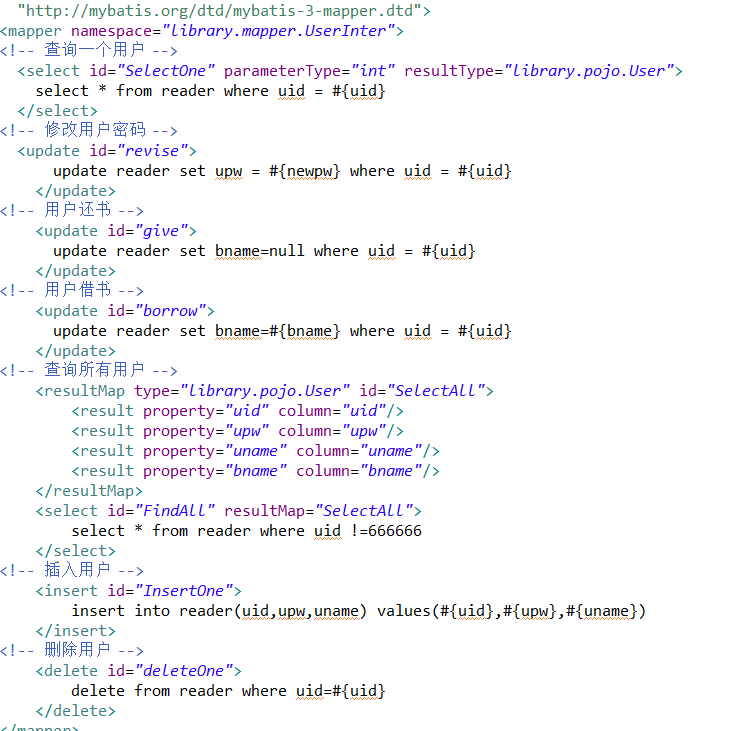 "http://mybatis.org/dtd/mybatis-3-mapper.dtd">
<mapper namespace="library.mapper.UserInter">
<!-- 查询一个用户 -->
<select id="SelectOne" parameterType="int" resultType="library.pojo.User">
select * from reader where uid = #{uid}
</select>
<!-- 修改用户密码 -->
<update id="revise">
update reader set upw = #{newpw} where uid = #{uid}
</update>
<!-- 用户还书 -->
<update id="give">
update reader set bname=null where uid = #{uid}
</update>
<!-- 用户借书 -->
<update id="borrow">
update reader set bname=#{bname} where uid = #{uid}
</update>
<!-- 查询所有用户 -->
<resultMap type="library.pojo.User" id="SelectAll">
<result property="uid" column="uid"/>
<result property="upw" column="upw"/>
<result property="uname" column="uname"/>
<result property="bname" column="bname"/>
</resultMap>
<select id="FindAll" resultMap="SelectAll">
select * from reader where uid !=666666
</select>
<!-- 插入用户 -->
<insert id="InsertOne">
insert into reader(uid,upw,uname) values(#{uid},#{upw},#{uname})
</insert>
<!-- 删除用户 -->
<delete id="deleteOne">
delete from reader where uid=#{uid}
</delete>
</mapper>